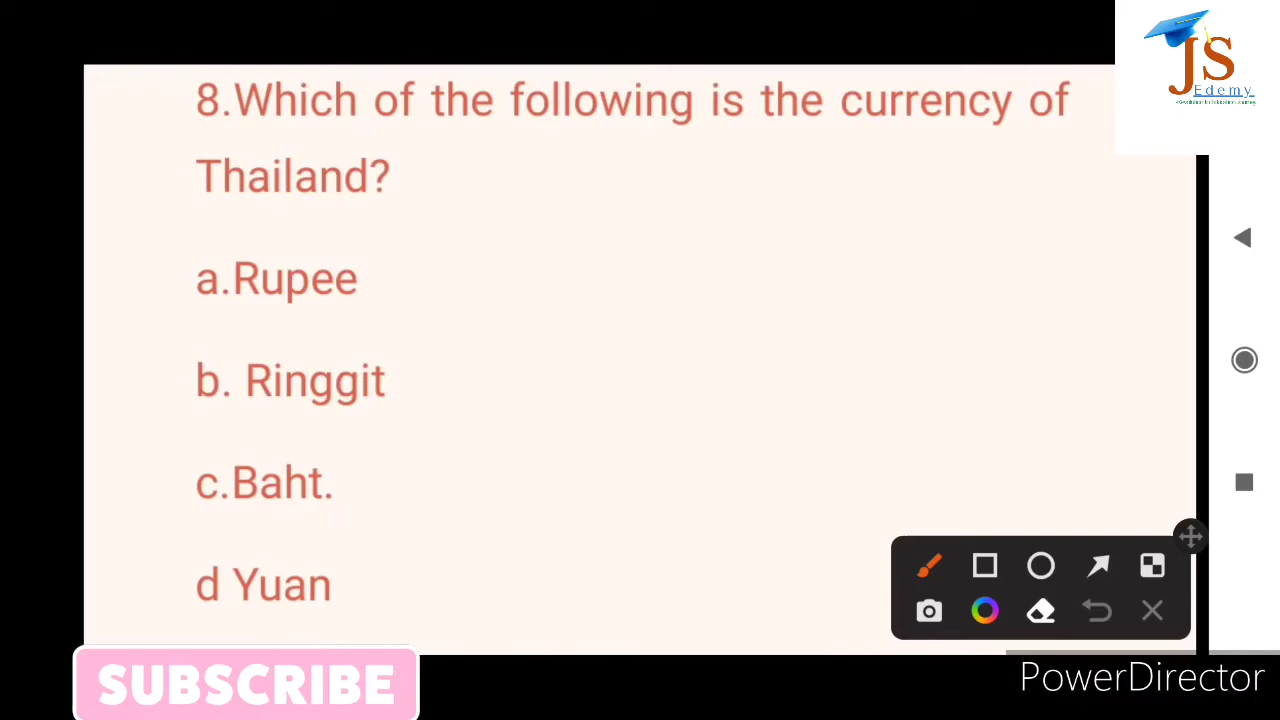 JS
Edemy
8.Which of the following is the currency of
Thailand?
a.Rupee
b. Ringgit
c.Baht.
d Yuan
SUBSCRIBE
PowerDirector